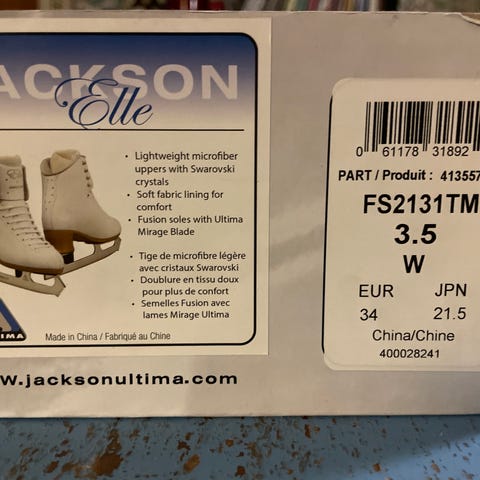 ACKSON
Elle
• Lightweight microfiber
uppers with Swarovski
crystals
• Soft fabric lining for
comfort
• Fusion soles with Ultima
Mirage Blade
• Tige de microfibre légère
avec cristaux Swarovski
• Doublure en tissu doux
pour plus de confort
• Semelles Fusion avec
lames Mirage Ultima
IMA
Made in China / Fabriqué au Chine
w.jacksonultima.com
0 61178 31892
PART / Produit : 413557
FS2131TM
3.5
W
EUR JPN
34 21.5
China/Chine
400028241